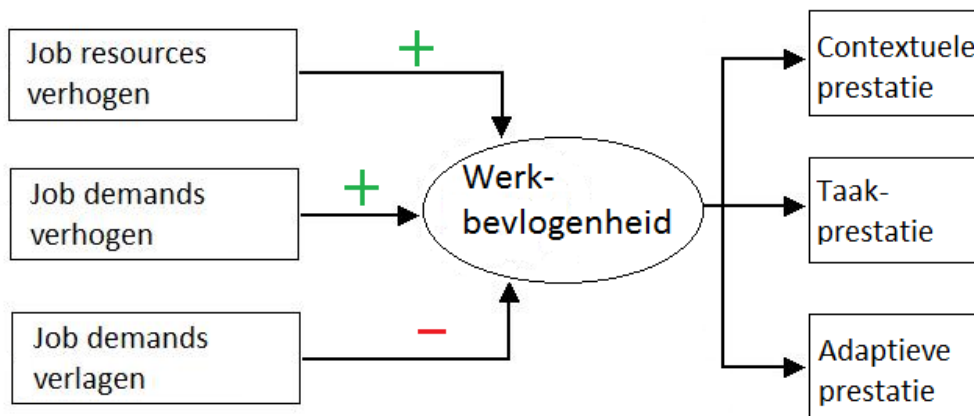 Job resources
verhogen
+
Job demands
verhogen
+
Job demands
verlagen
−
Werk-
bevlogenheid
Contextuele
prestatie
Taak-
prestatie
Adaptieve
prestatie